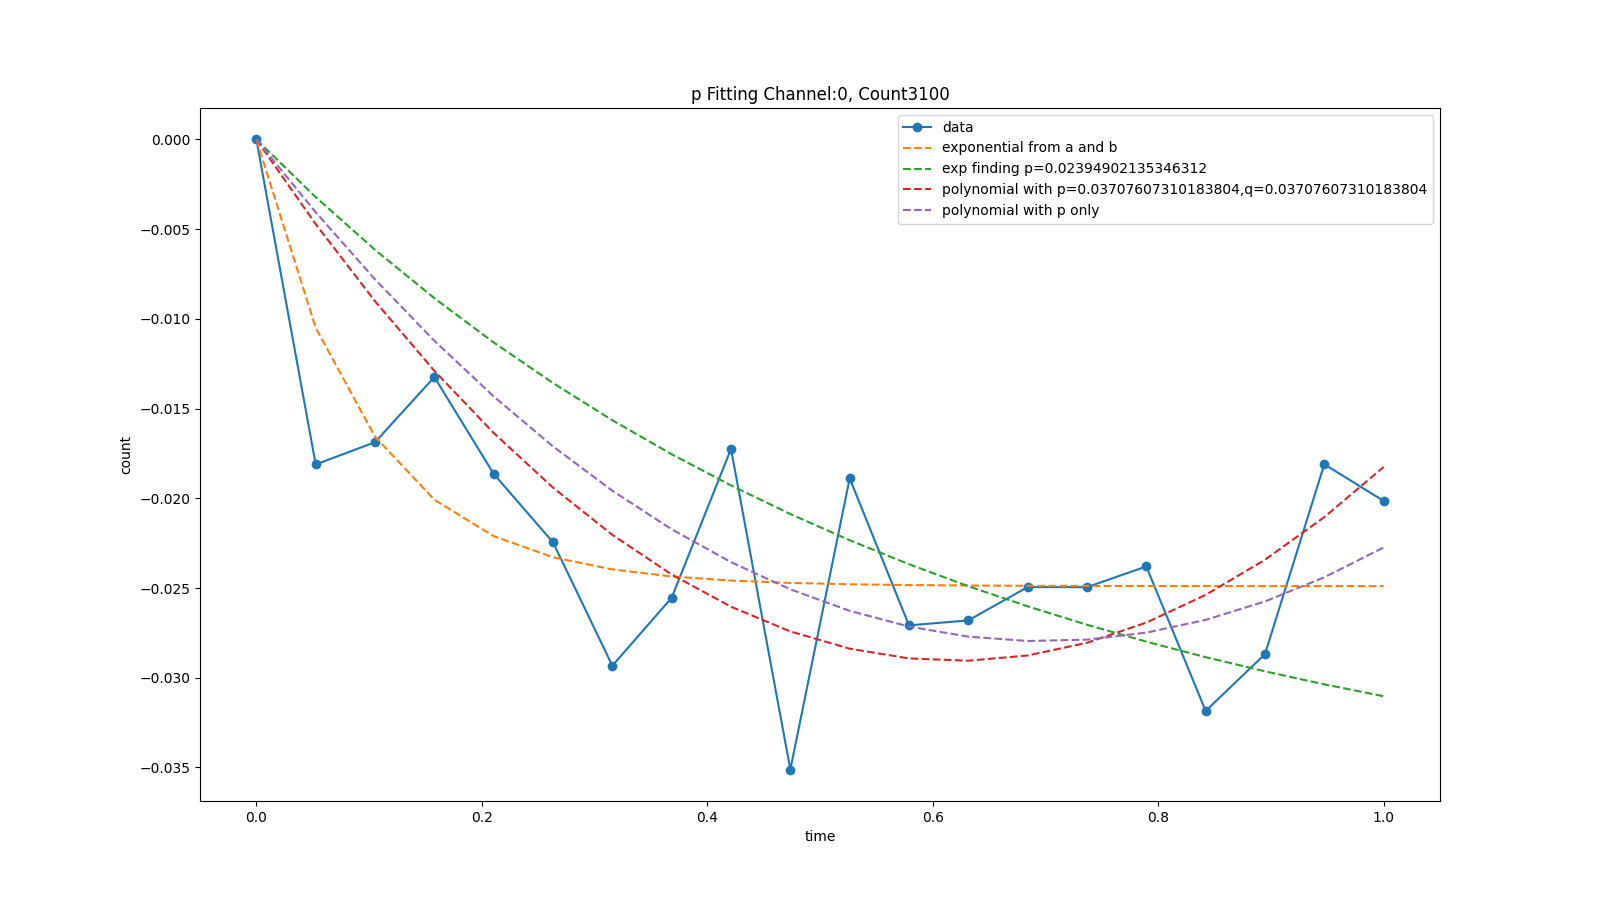 p Fitting Channel:0, Count3100
data
exponential from a and b
exp finding p=0.02394902135346312
polynomial with p=0.03707607310183804,q=0.03707607310183804
polynomial with p only
0.000
−0.005
−0.010
−0.015
−0.020
−0.025
−0.030
−0.035
count
0.0 0.2 0.4 0.6 0.8 1.0
time